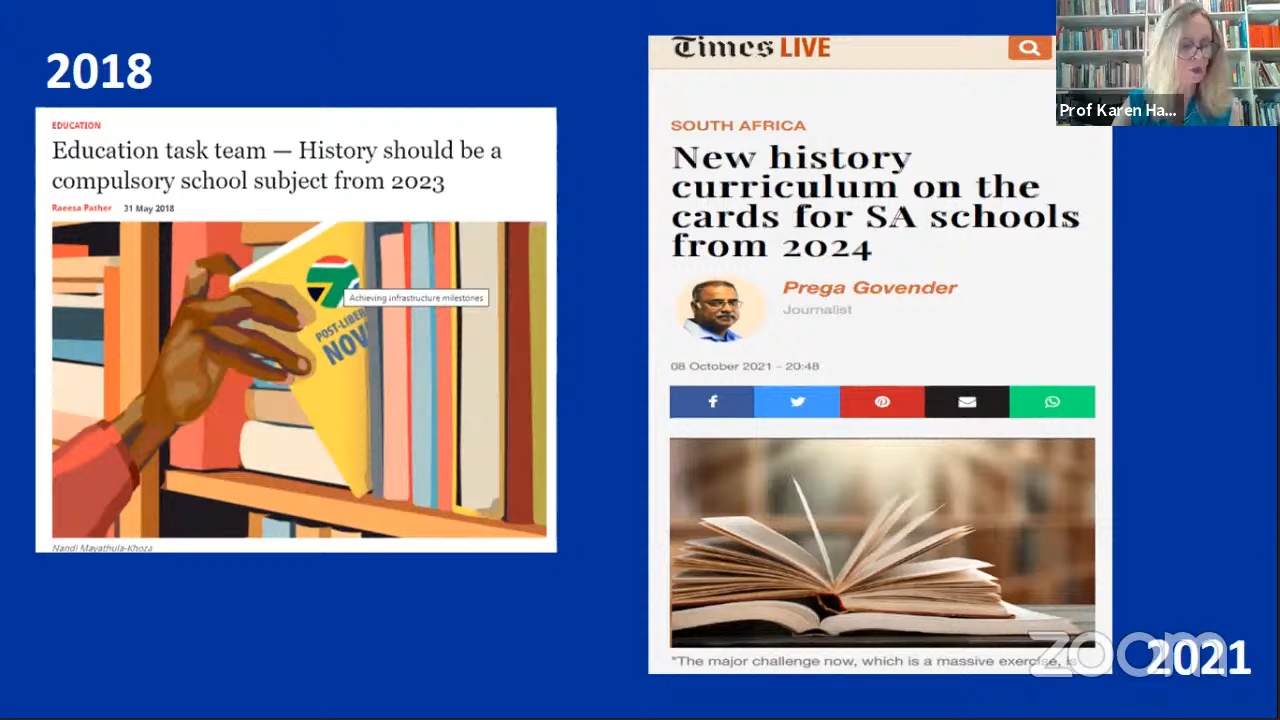 2018
EDUCATION
Education task team — History should be a
compulsory school subject from 2023
Raeesa Pather 31 May 2018
Achieving infrastructure milestones
POST-LIBER
NOV
Nandi Mayathula-Khoza
Times LIVE
SOUTH AFRICA
New history
curriculum on the
cards for SA schools
from 2024
Prega Govender
Journalist
08 October 2021 - 20:48
"The major challenge now, which is a massive exercise, is
Prof Karen Ha...
zoom
2021